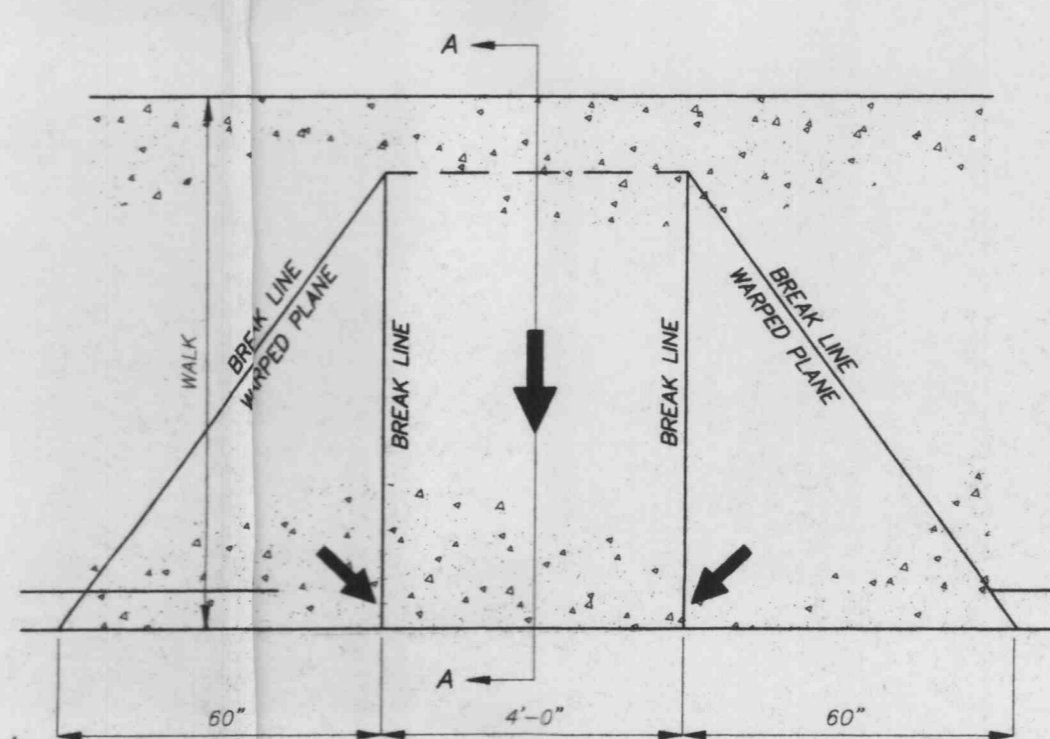 A
BREAK LINE
WARPED PLANE
WALK
BREAK LINE
BREAK LINE
BREAK LINE
WARPED PLANE
A
60"
4'-0"
60"